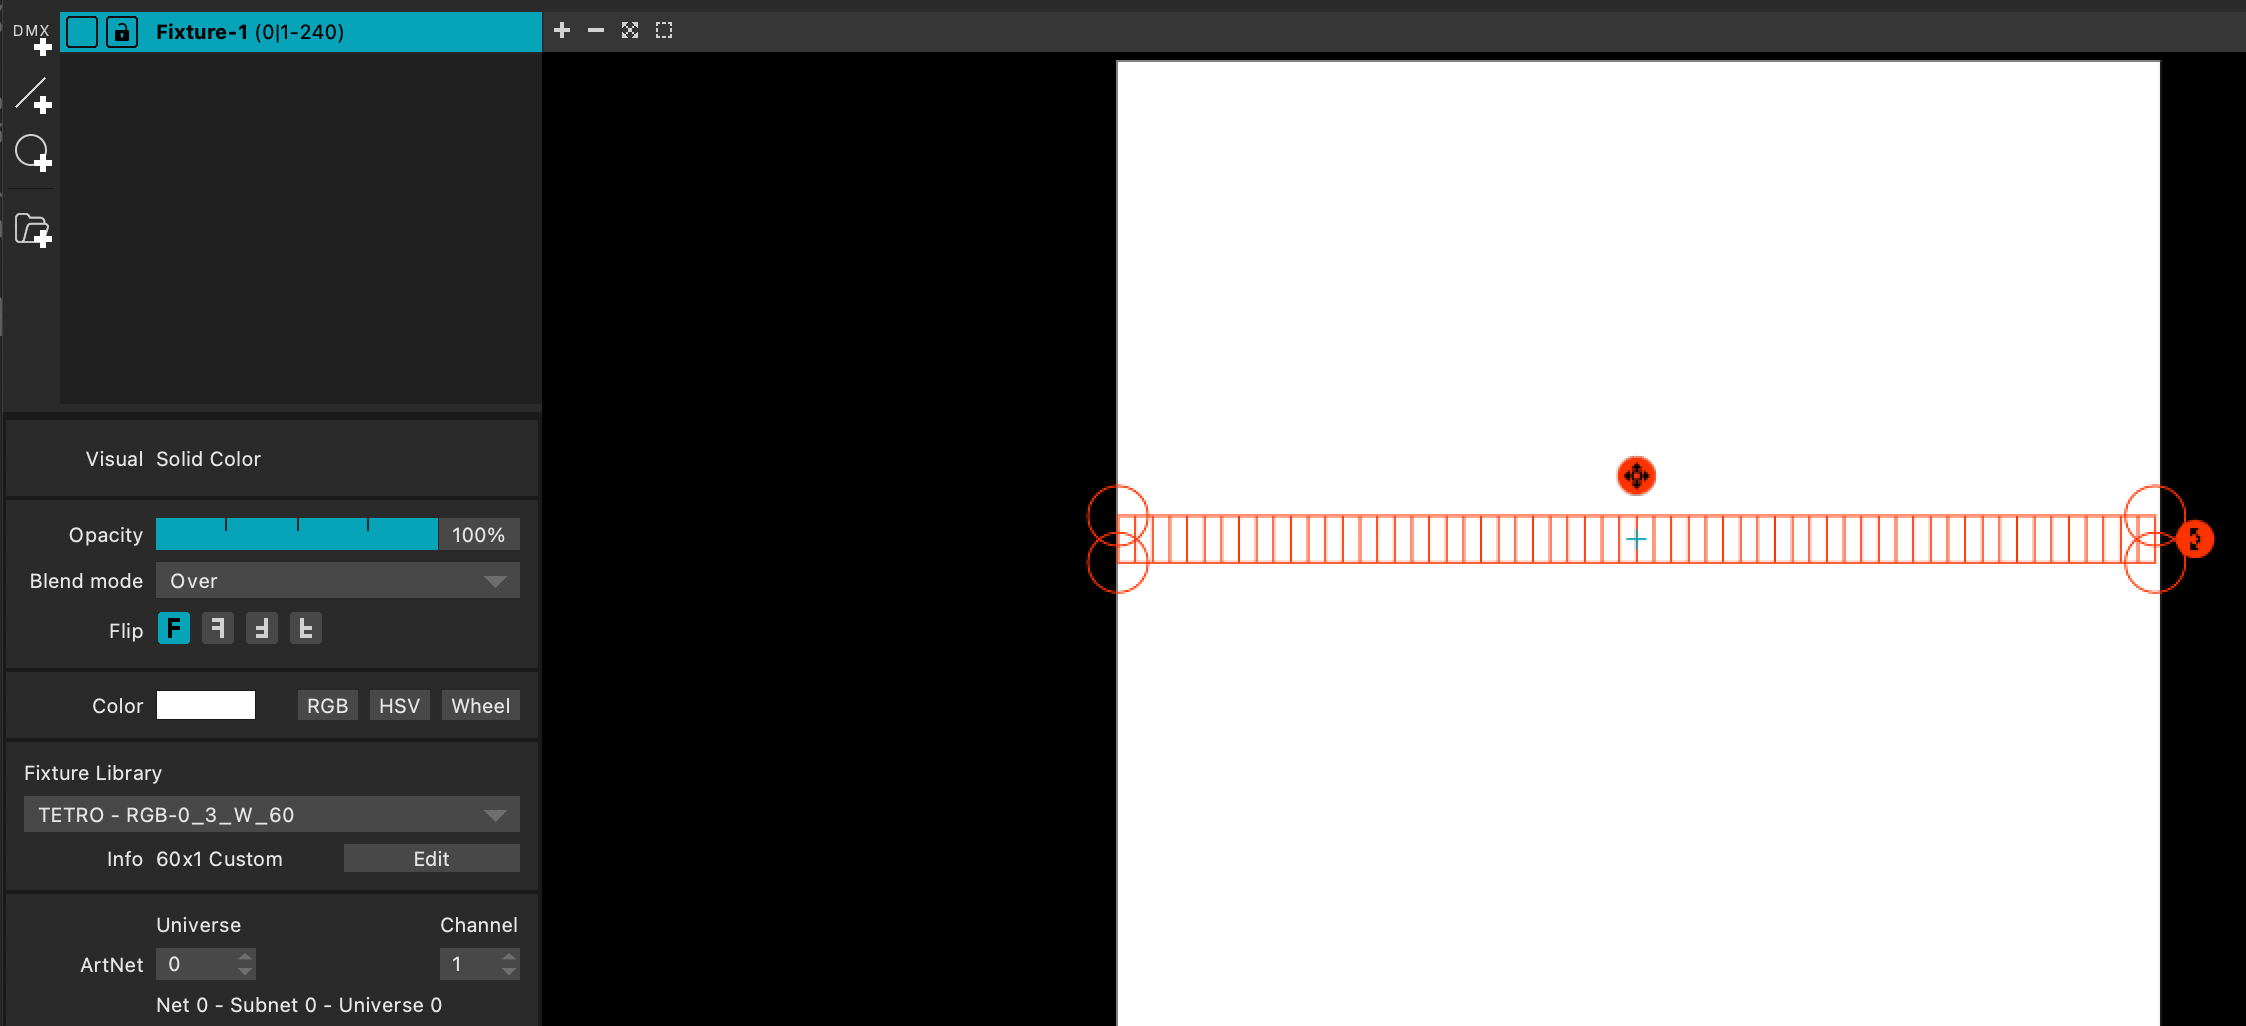 DMX
Fixture-1 (0|1-240)
Visual Solid Color
Opacity 100%
Blend mode Over
Flip F F F F
Color RGB HSV Wheel
Fixture Library
TETRO - RGB-0_3_W_60
Info 60x1 Custom Edit
Universe Channel
ArtNet 0 1
Net 0 - Subnet 0 - Universe 0